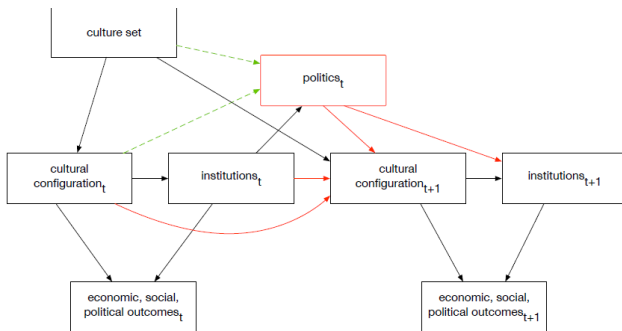 culture set
politics_t
cultural
configuration_t
institutions_t
cultural
configuration_t+1
institutions_t+1
economic, social,
political outcomes_t
economic, social,
political outcomes_t+1